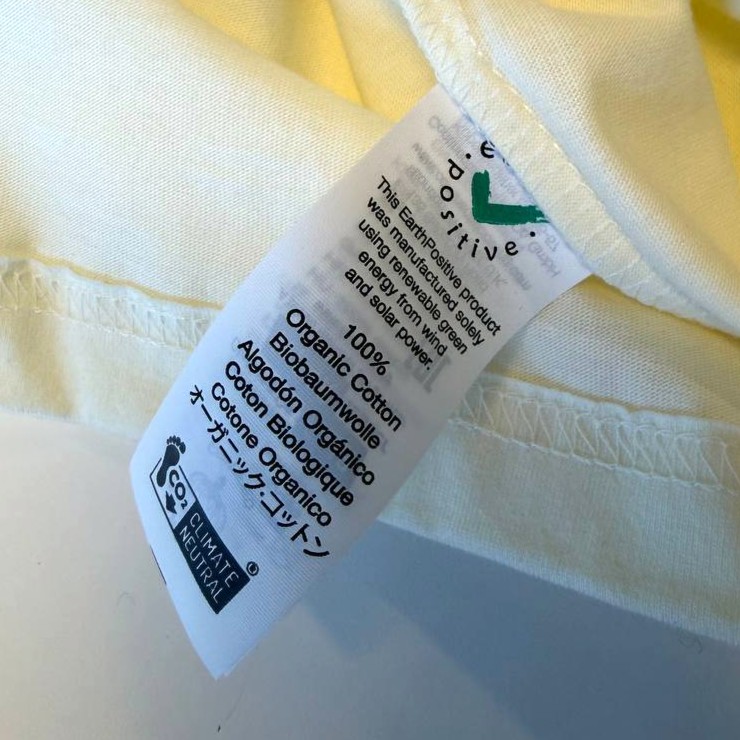 positive
This EarthPositive product
was manufactured solely
using renewable green
energy from wind
and solar power.
100%
Organic Cotton
Biobaumwolle
Algodón Orgánico
Coton Biologique
Cotone Organico
オーガニック・コットン
CO₂
CLIMATE
NEUTRAL®